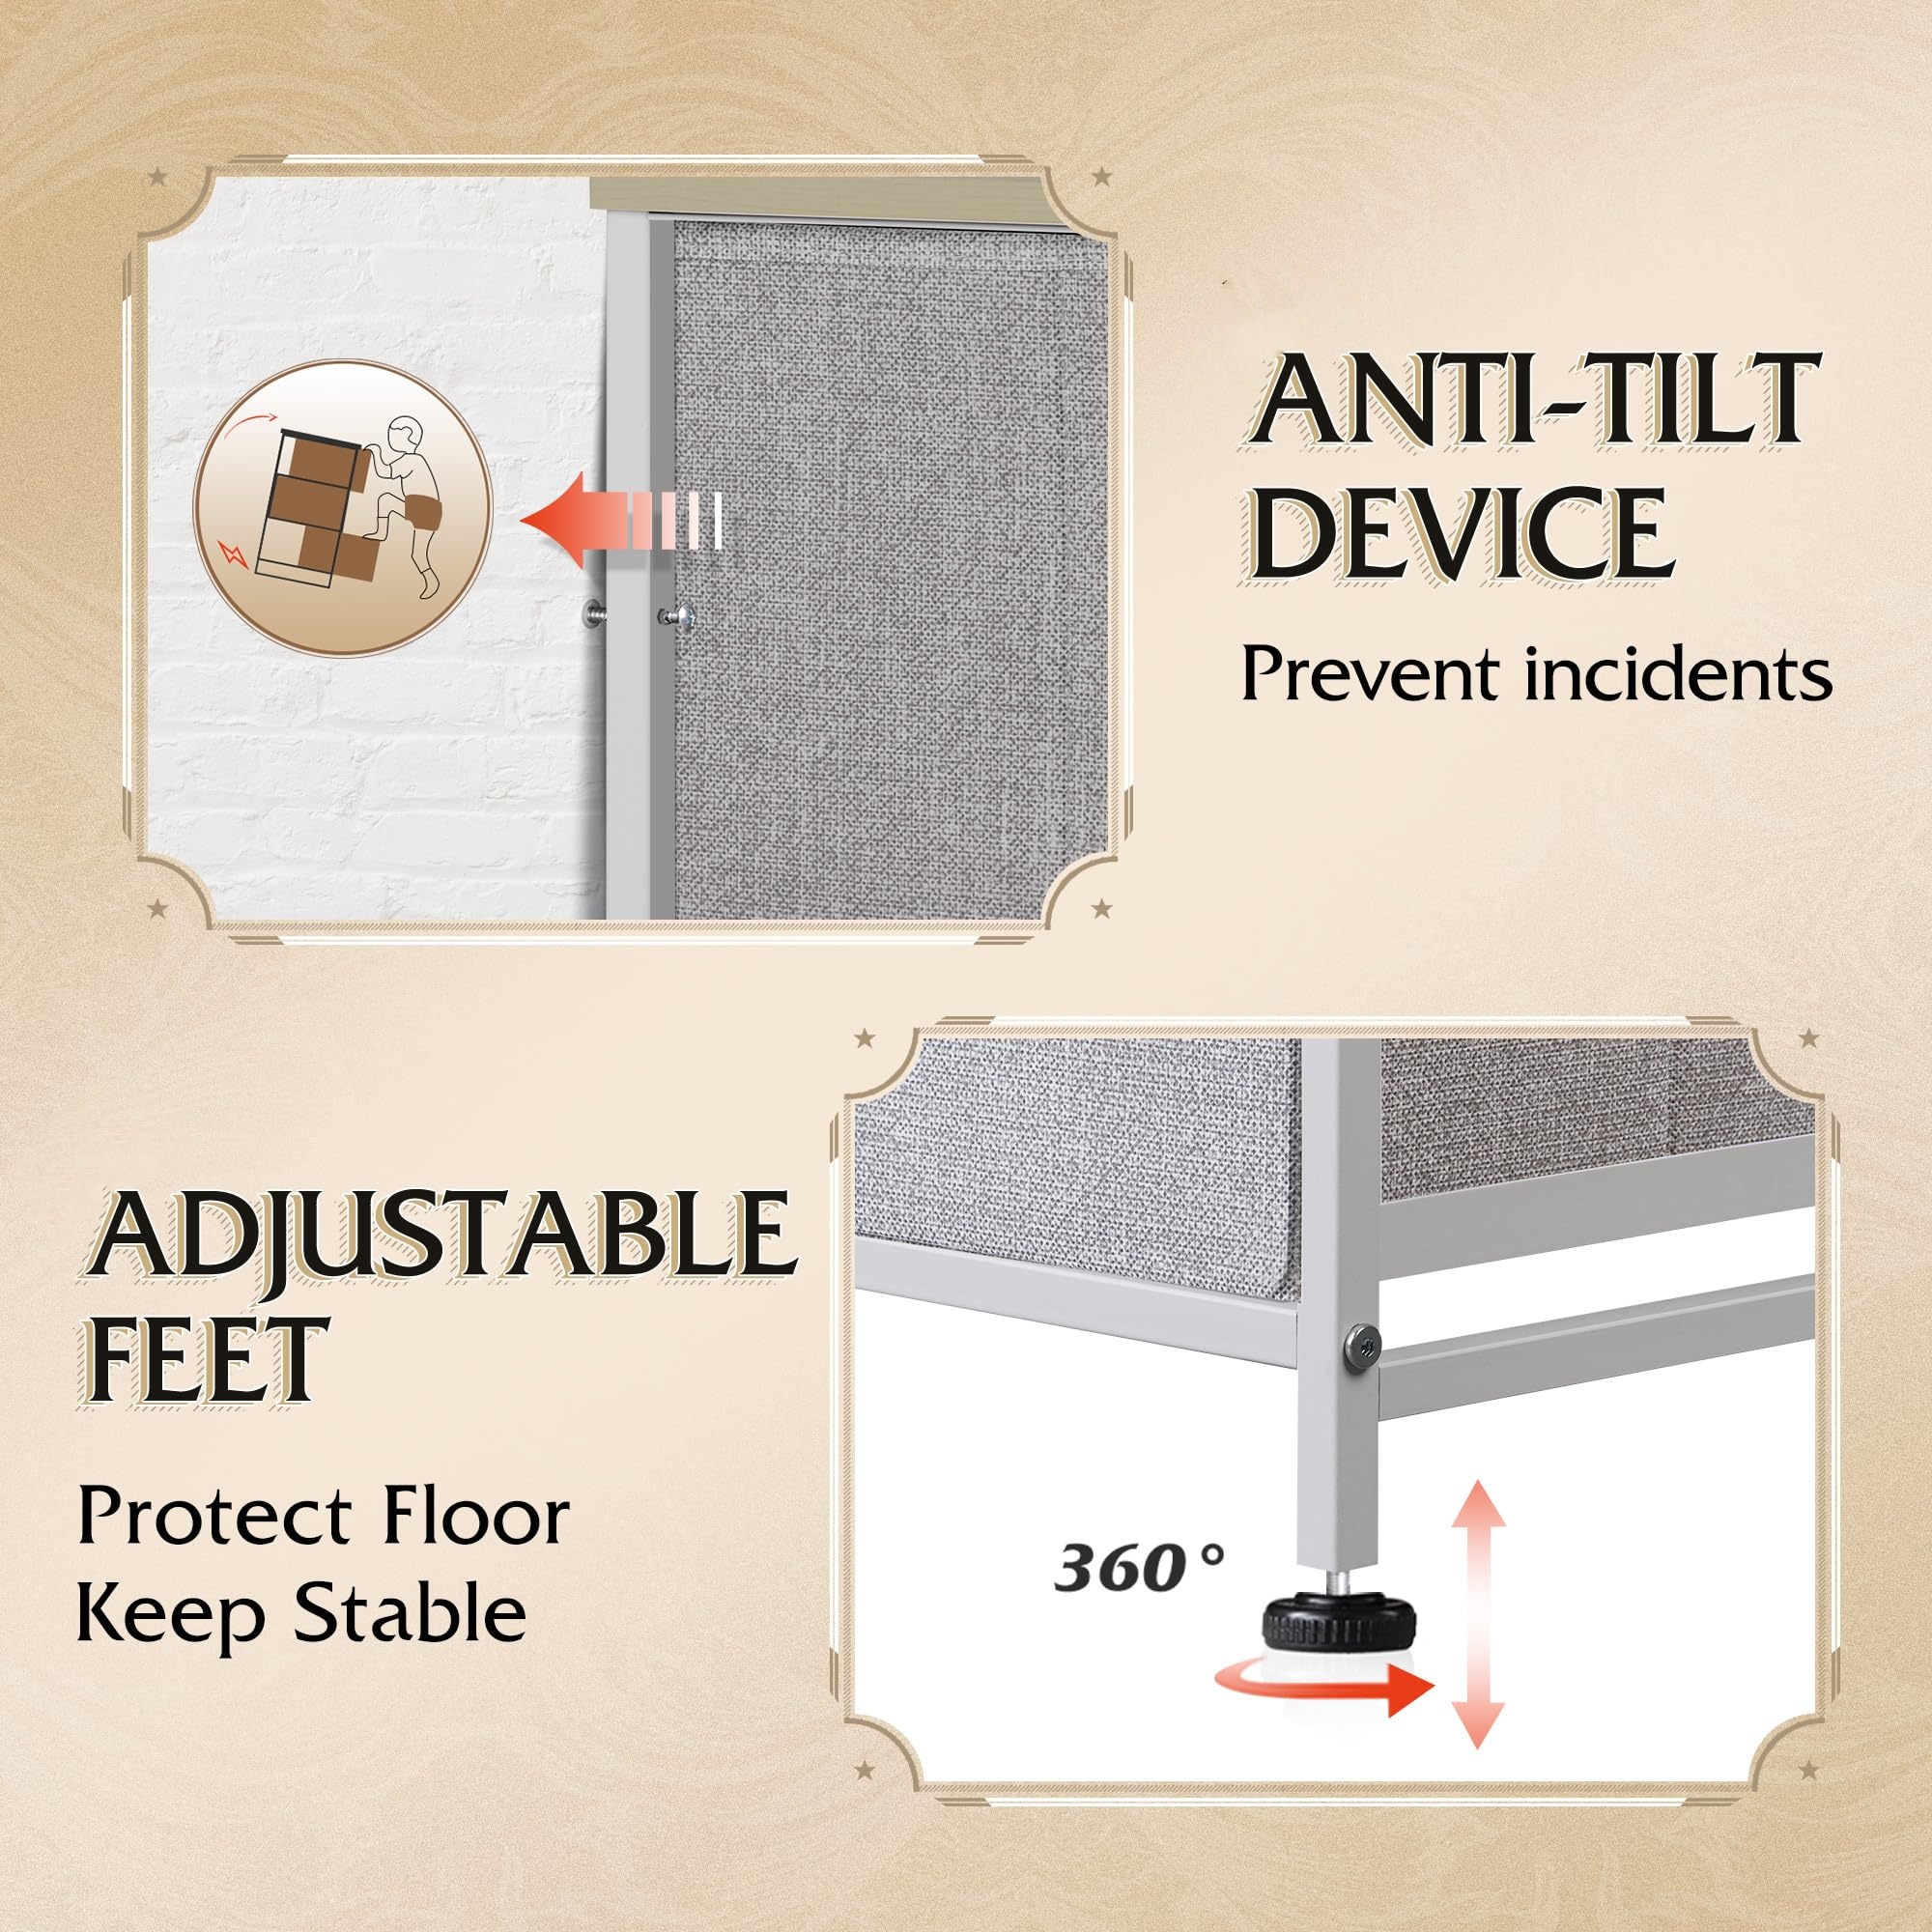 ANTI-TILT
DEVICE
Prevent incidents
ADJUSTABLE
FEET
Protect Floor
Keep Stable
360°